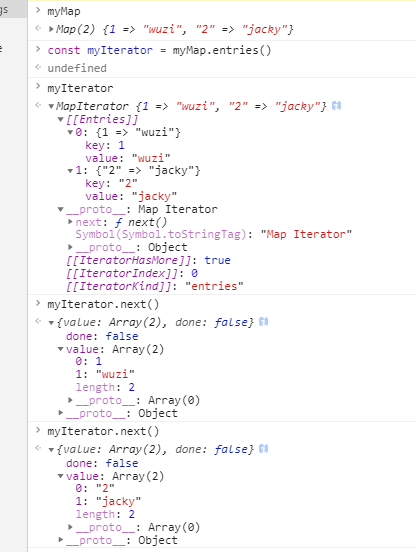 gs
myMap
Map(2) {1 => "wuzi", "2" => "jacky"}
e
const myIterator = myMap.entries()
undefined
myIterator
MapIterator {1 => "wuzi", "2" => "jacky"}
[[Entries]]
0: {1 => "wuzi"}
key: 1
value: "wuzi"
1: {"2" => "jacky"}
key: "2"
value: "jacky"
__proto__: Map Iterator
next: ƒ next()
Symbol(Symbol.toStringTag): "Map Iterator"
__proto__: Object
[[IteratorHasMore]]: true
[[IteratorIndex]]: 0
[[IteratorKind]]: "entries"
myIterator.next()
{value: Array(2), done: false}
done: false
value: Array(2)
0: 1
1: "wuzi"
length: 2
__proto__: Array(0)
__proto__: Object
myIterator.next()
{value: Array(2), done: false}
done: false
value: Array(2)
0: "2"
1: "jacky"
length: 2
__proto__: Array(0)
__proto__: Object